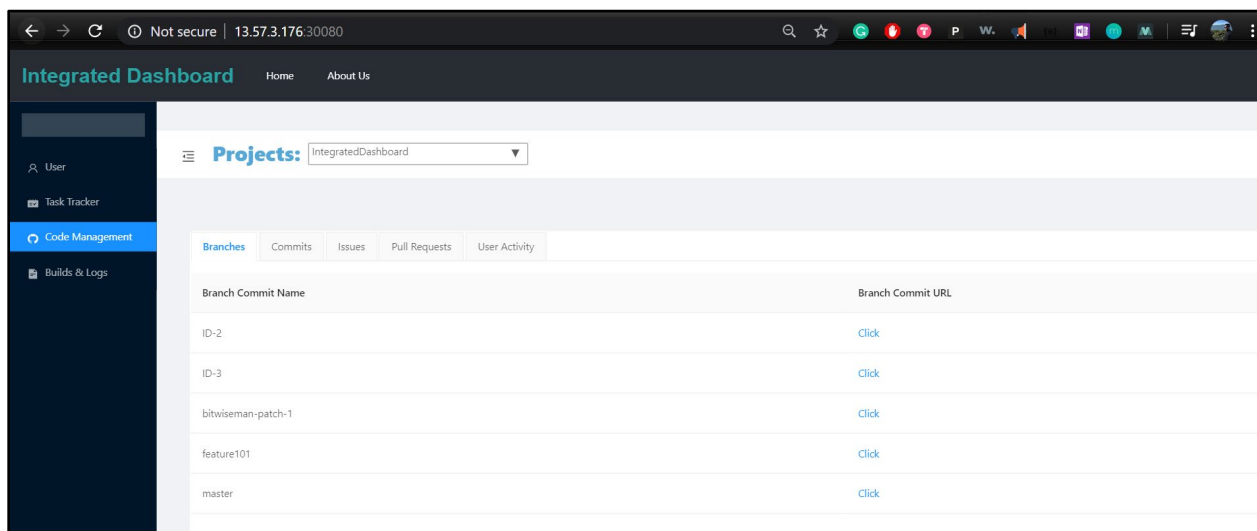 Not secure | 13.57.3.176:30080
Integrated Dashboard Home About Us
Projects: IntegratedDashboard
User
Task Tracker
Code Management
Builds & Logs
Branches Commits Issues Pull Requests User Activity
Branch Commit Name Branch Commit URL
ID-2 Click
ID-3 Click
bitwiseman-patch-1 Click
feature101 Click
master Click